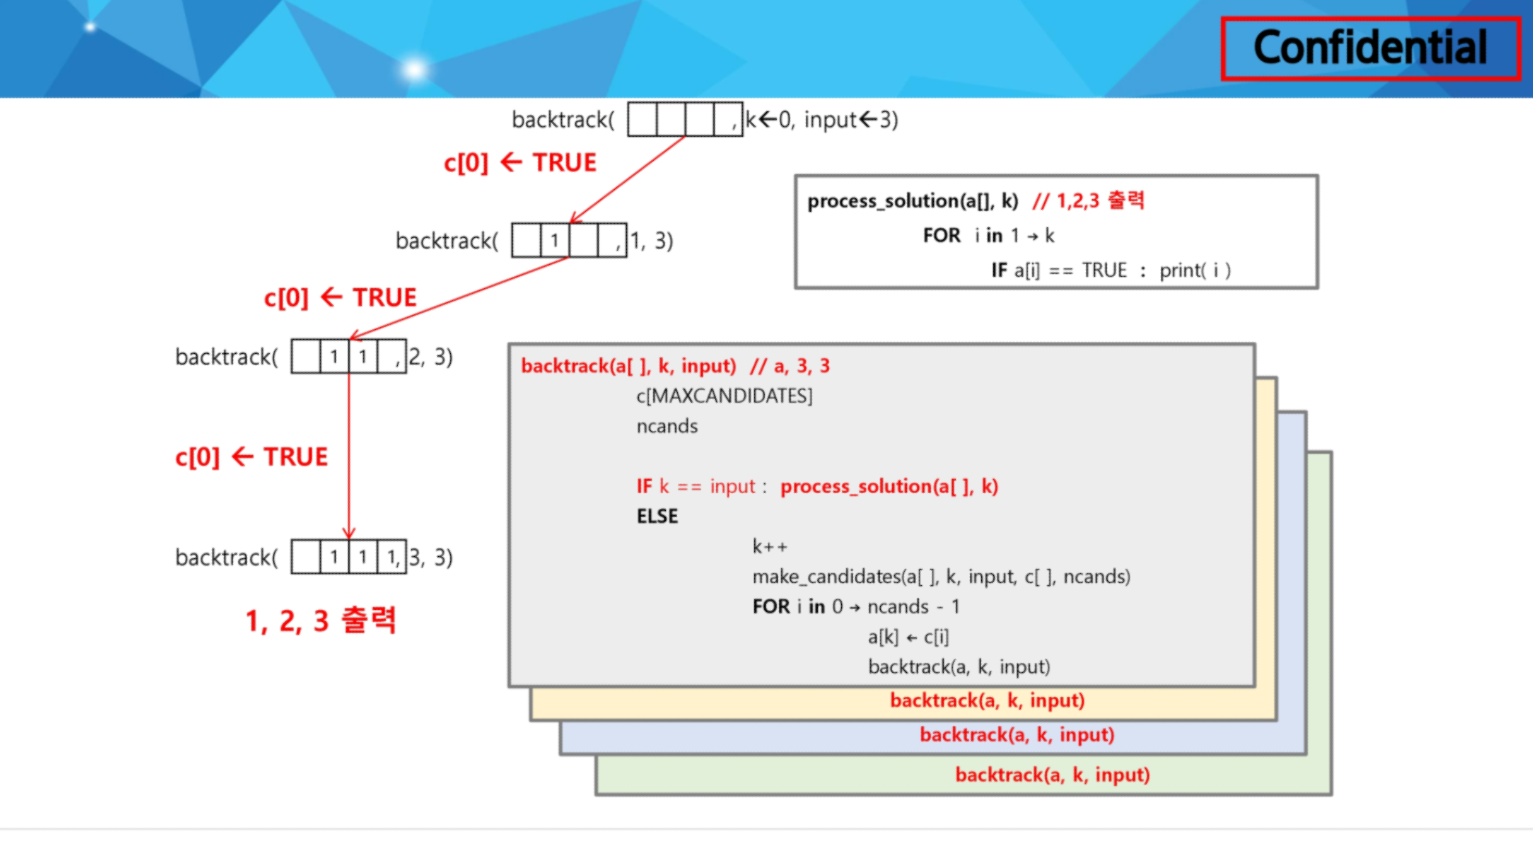 Confidential
backtrack( , k←0, input←3)
c[0] ← TRUE
backtrack( 1 , 1, 3)
c[0] ← TRUE
backtrack( 1 1 , 2, 3)
c[0] ← TRUE
backtrack( 1 1 1, 3, 3)
1, 2, 3 출력
process_solution(a[], k) // 1,2,3 출력
FOR i in 1 → k
IF a[i] == TRUE : print( i )
backtrack(a[ ], k, input) // a, 3, 3
c[MAXCANDIDATES]
ncands
IF k == input : process_solution(a[ ], k)
ELSE
k++
make_candidates(a[ ], k, input, c[ ], ncands)
FOR i in 0 → ncands - 1
a[k] ← c[i]
backtrack(a, k, input)
backtrack(a, k, input)
backtrack(a, k, input)
backtrack(a, k, input)